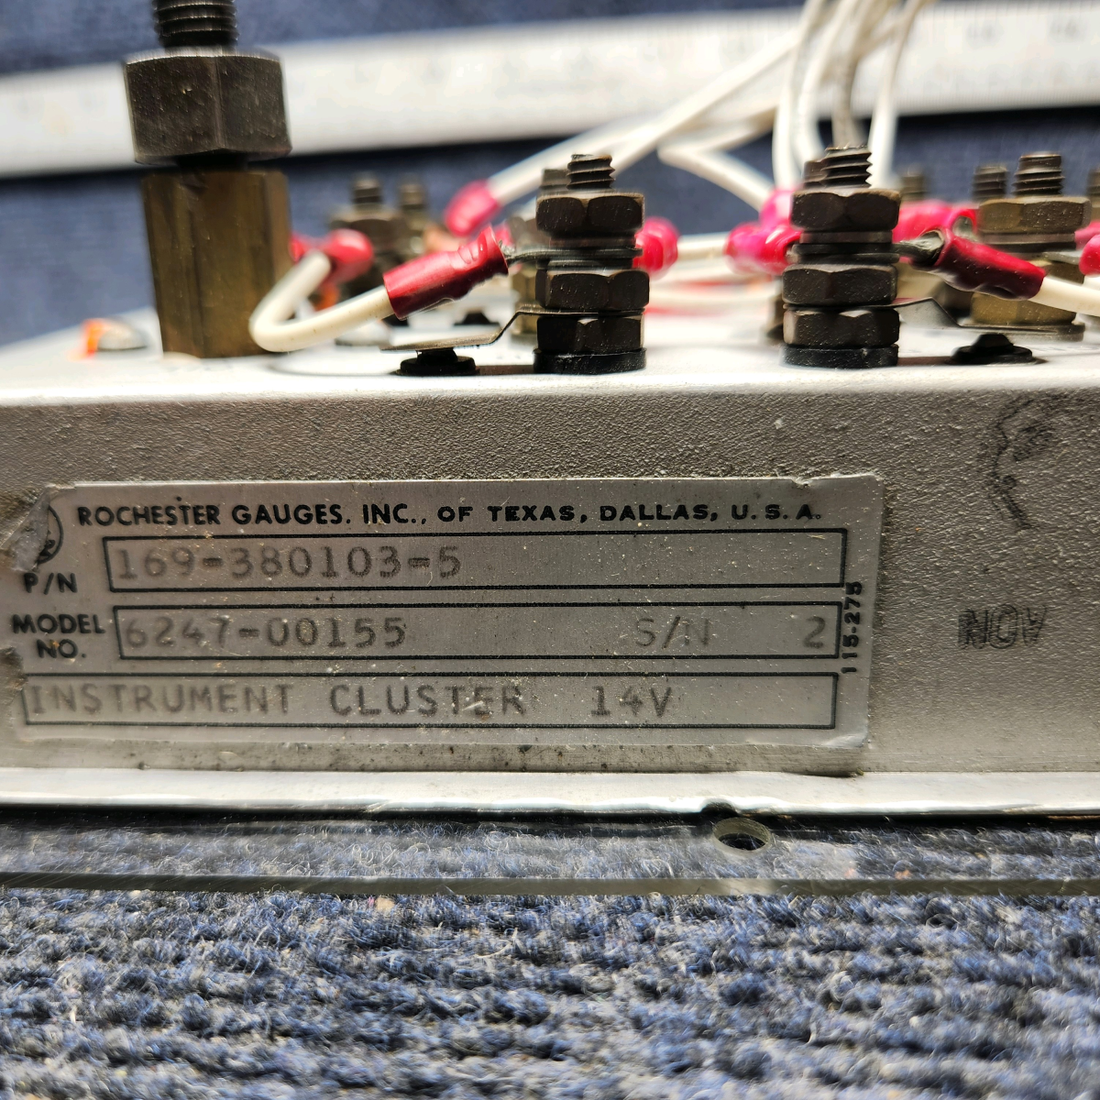 ROCHESTER GAUGES, INC., OF TEXAS, DALLAS, U.S.A.
P/N 169-380103-5
MODEL NO. 6247-00155 S/N 2
INSTRUMENT CLUSTER 14V
115-275
NOV